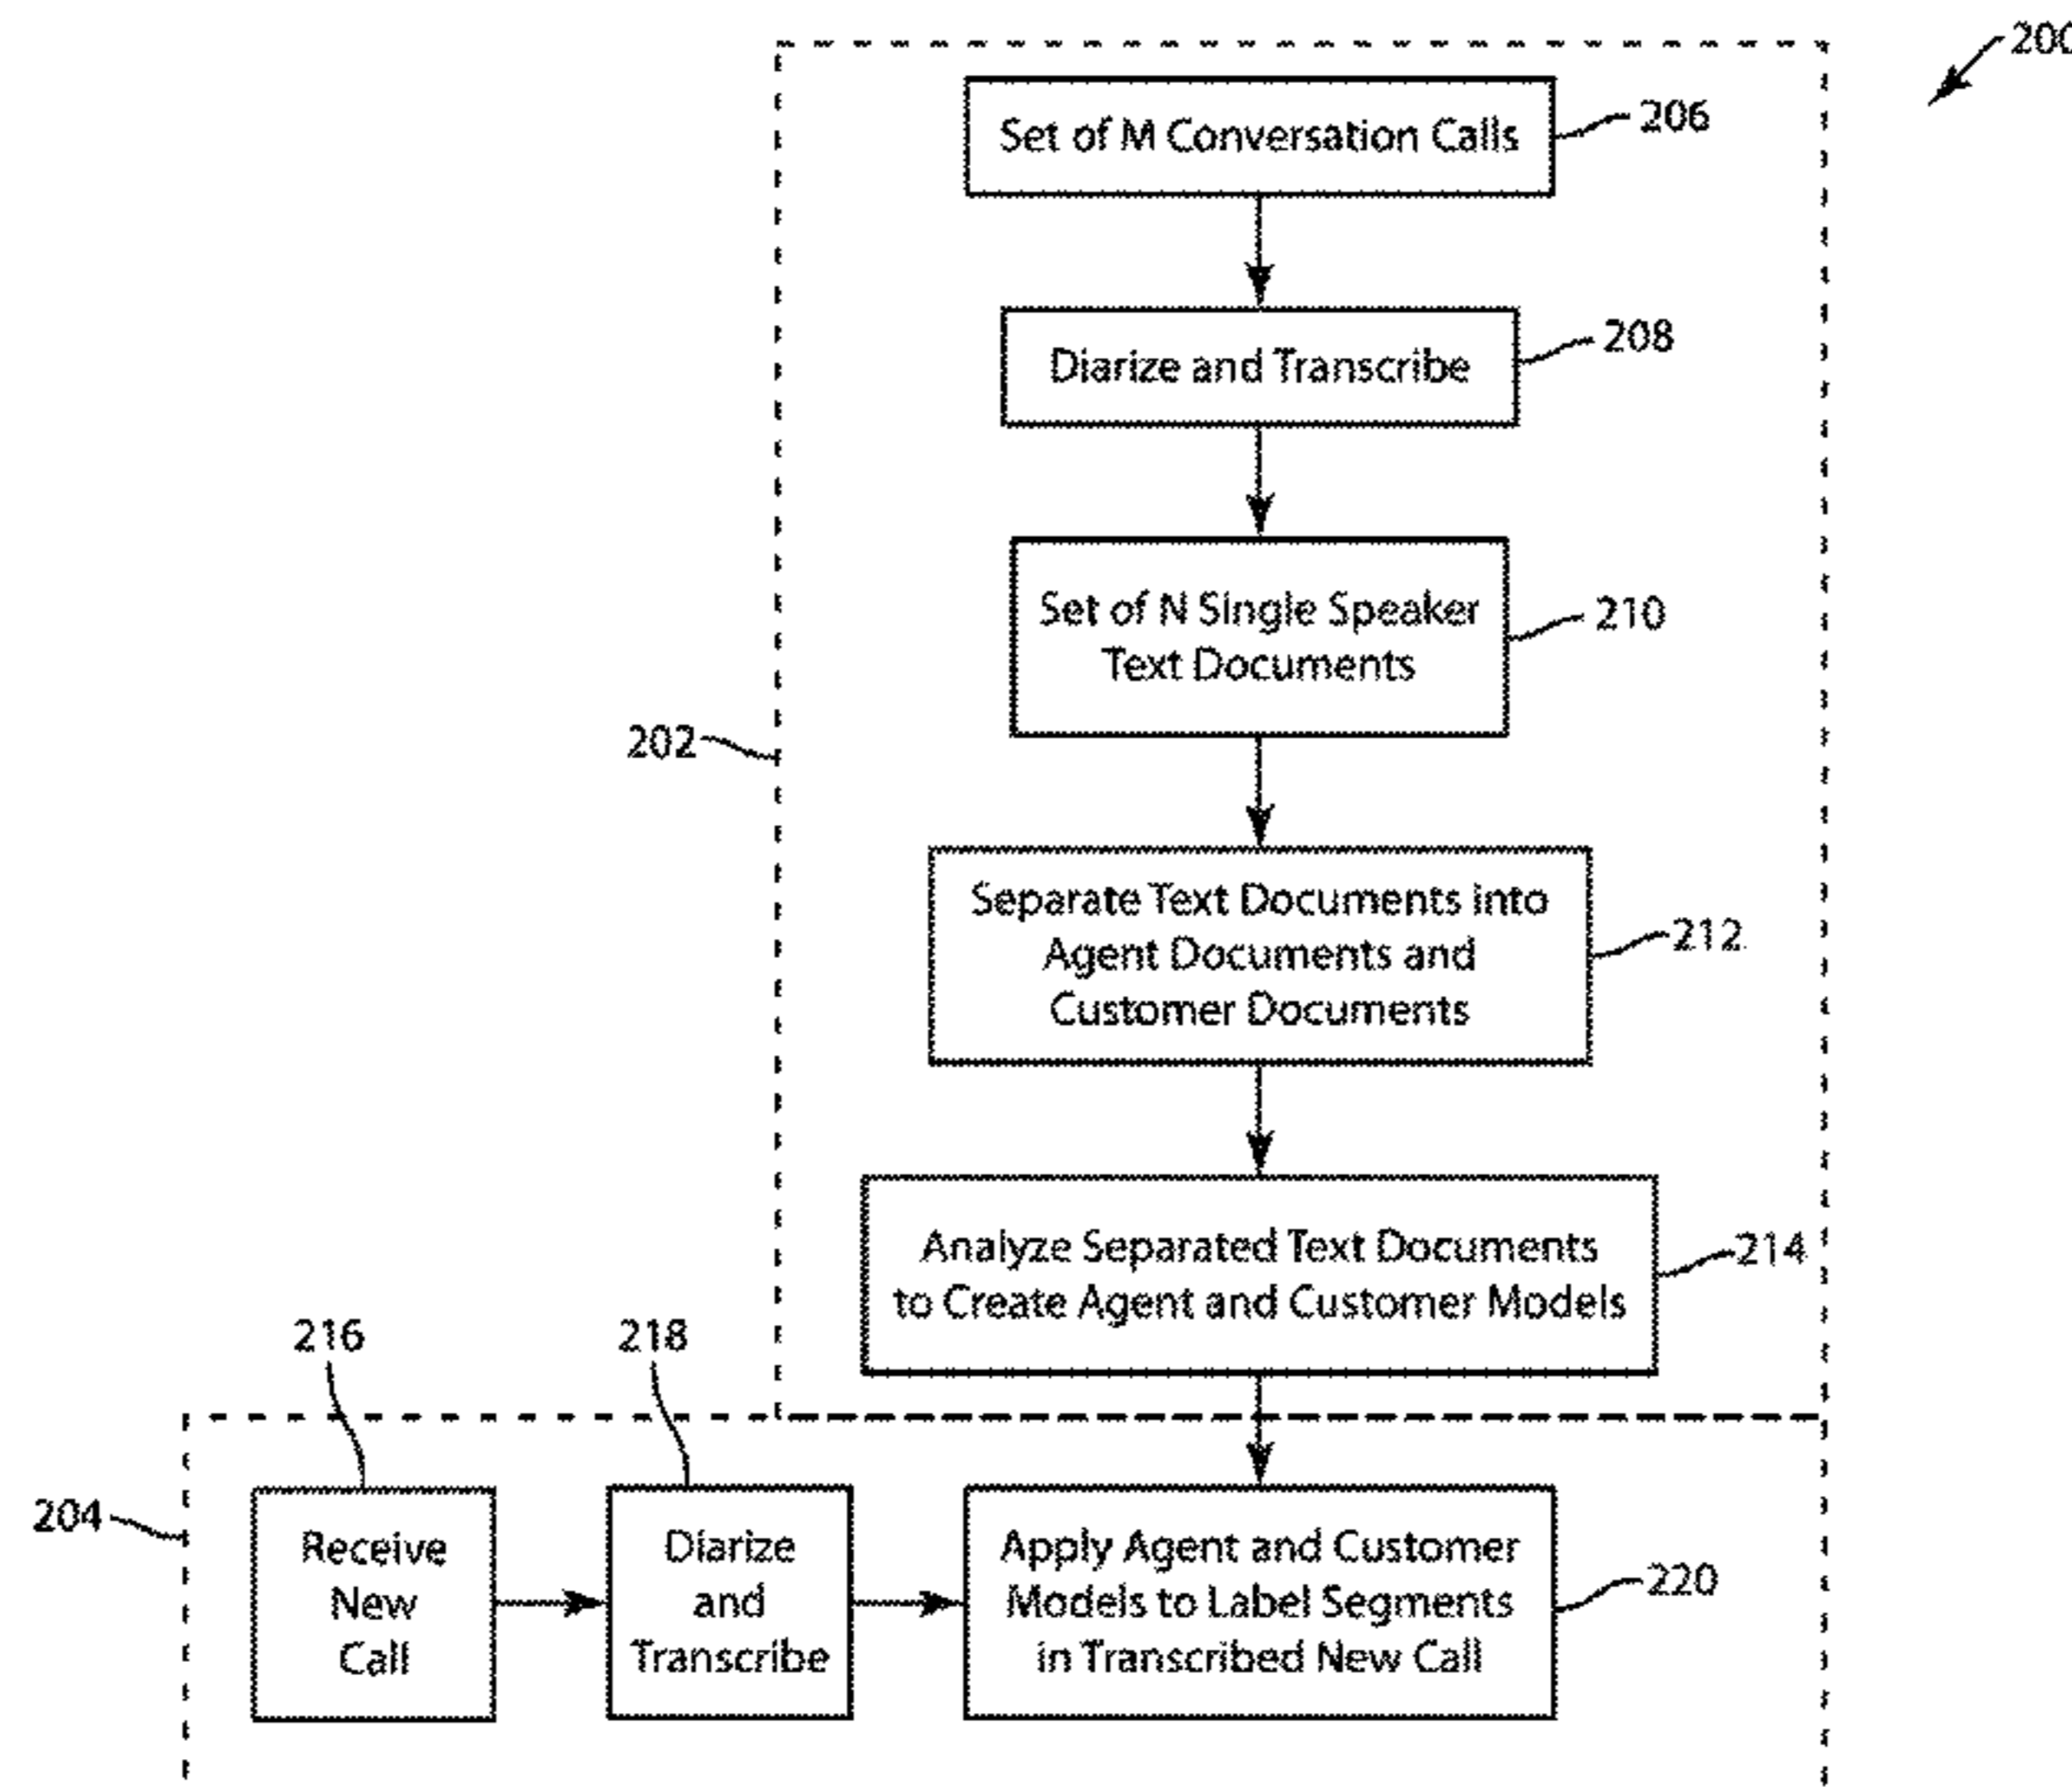 200
Set of M Conversation Calls
206
Diarize and Transcribe
208
Set of N Single Speaker
Text Documents
210
202
Separate Text Documents into
Agent Documents and
Customer Documents
212
Analyze Separated Text Documents
to Create Agent and Customer Models
214
216
218
204
Receive
New
Call
Diarize
and
Transcribe
Apply Agent and Customer
Models to Label Segments
in Transcribed New Call
220